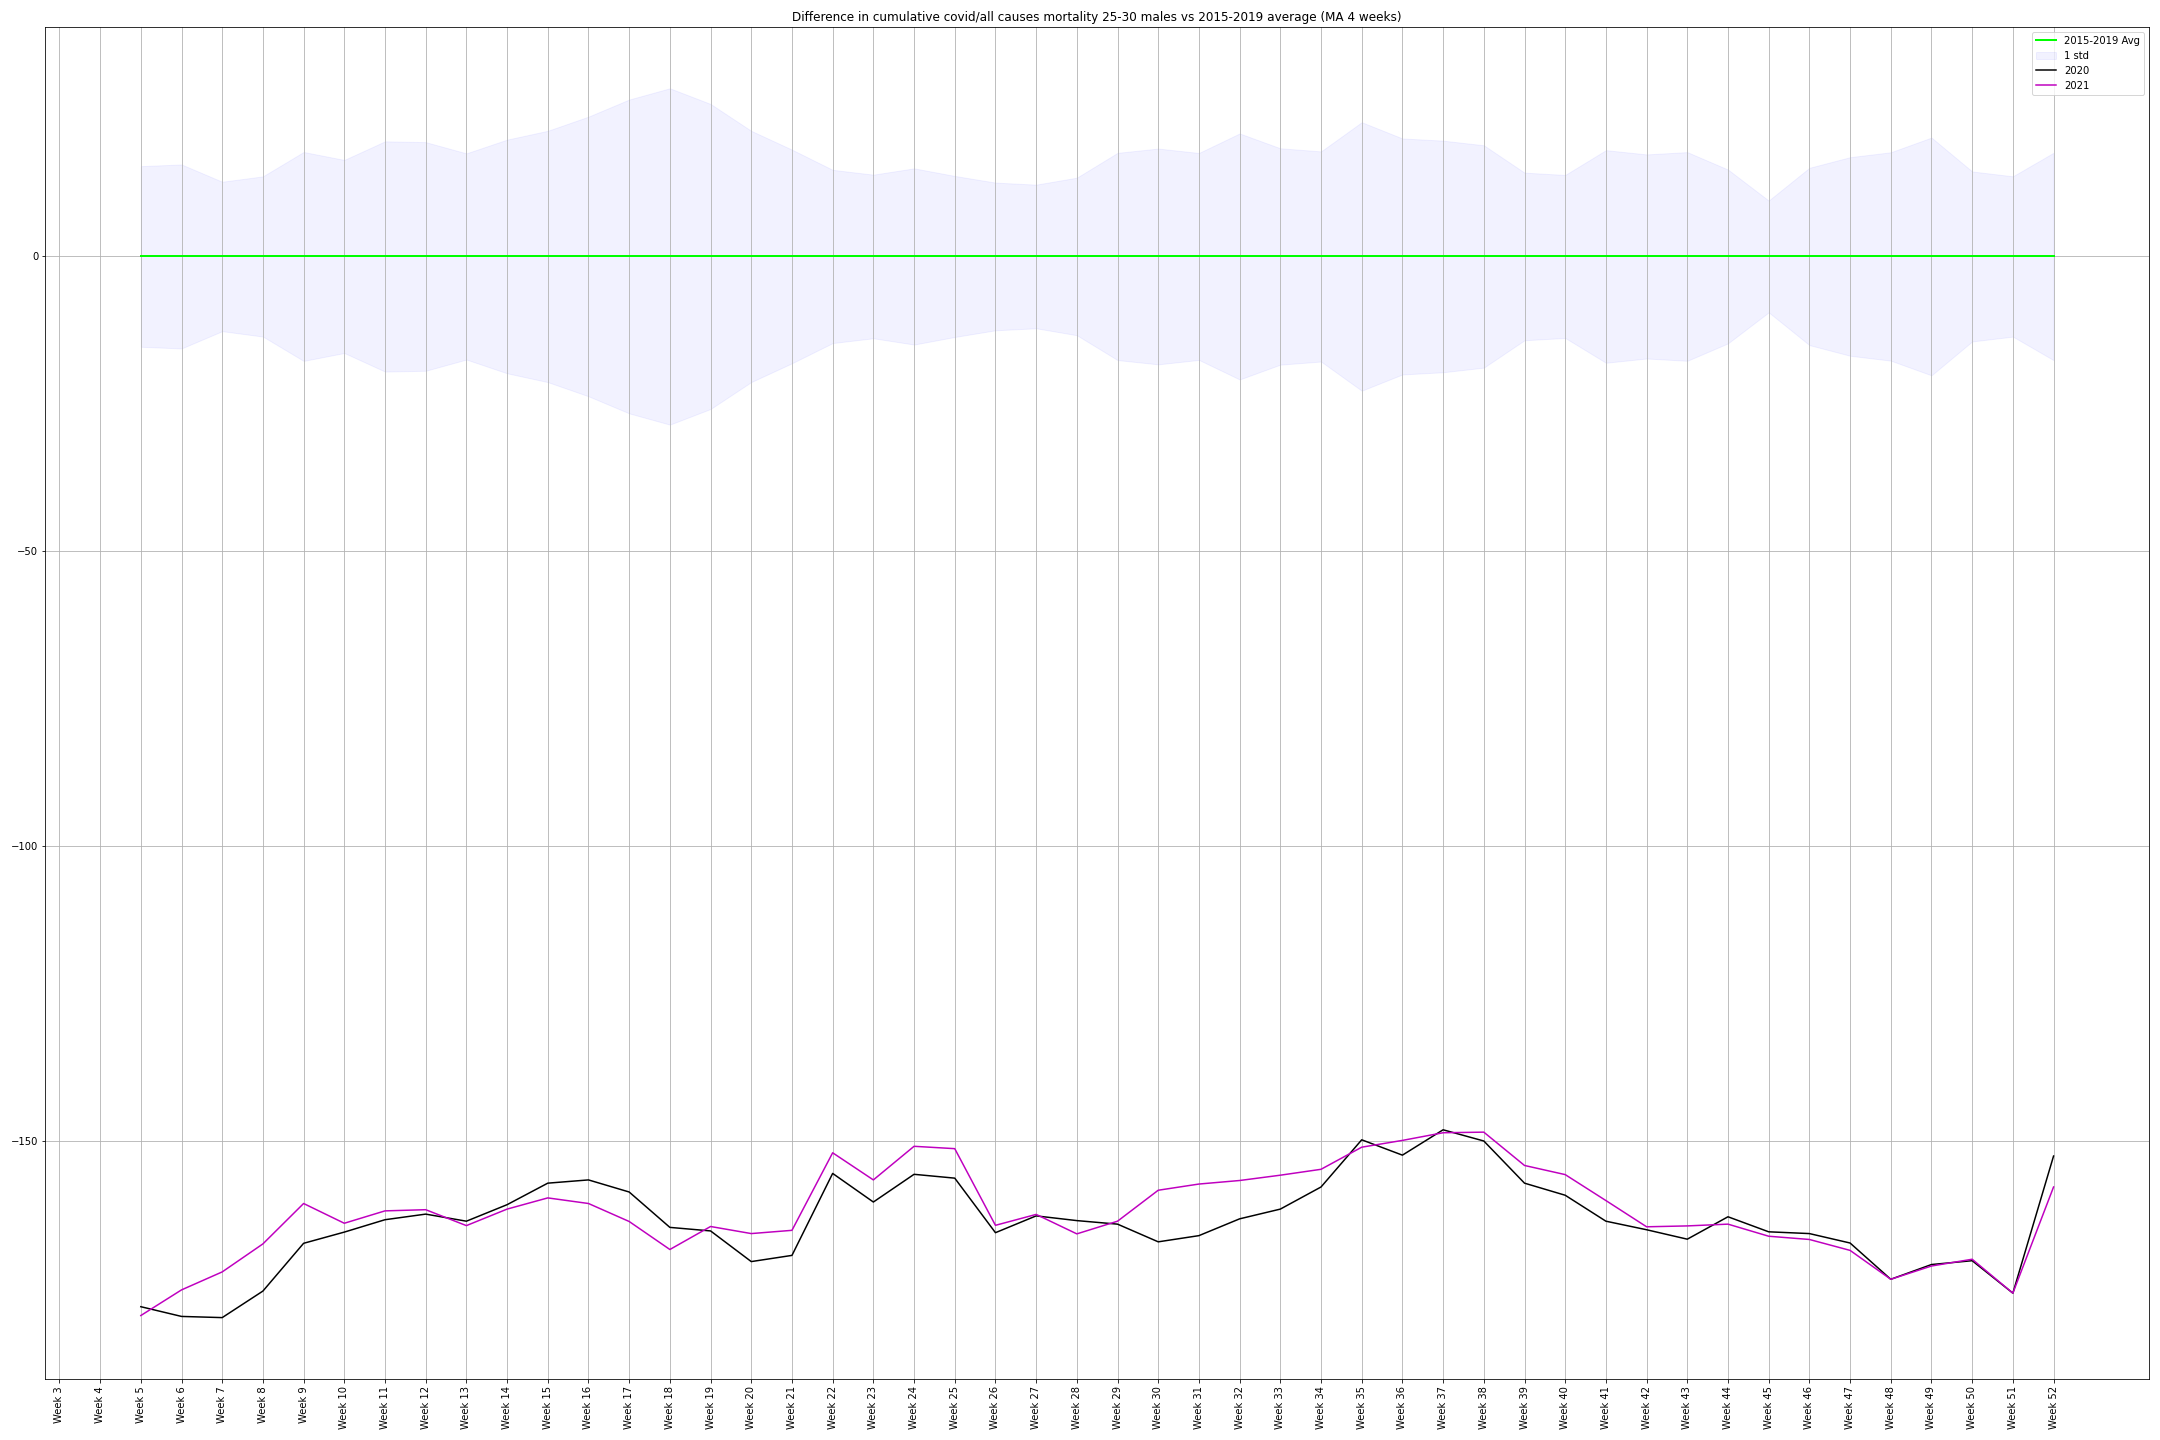 Difference in cumulative covid/all causes mortality 25-30 males vs 2015-2019 average (MA 4 weeks)
2015-2019 Avg
1 std
2020
2021
0
−50
−100
−150
Week 3
Week 4
Week 5
Week 6
Week 7
Week 8
Week 9
Week 10
Week 11
Week 12
Week 13
Week 14
Week 15
Week 16
Week 17
Week 18
Week 19
Week 20
Week 21
Week 22
Week 23
Week 24
Week 25
Week 26
Week 27
Week 28
Week 29
Week 30
Week 31
Week 32
Week 33
Week 34
Week 35
Week 36
Week 37
Week 38
Week 39
Week 40
Week 41
Week 42
Week 43
Week 44
Week 45
Week 46
Week 47
Week 48
Week 49
Week 50
Week 51
Week 52